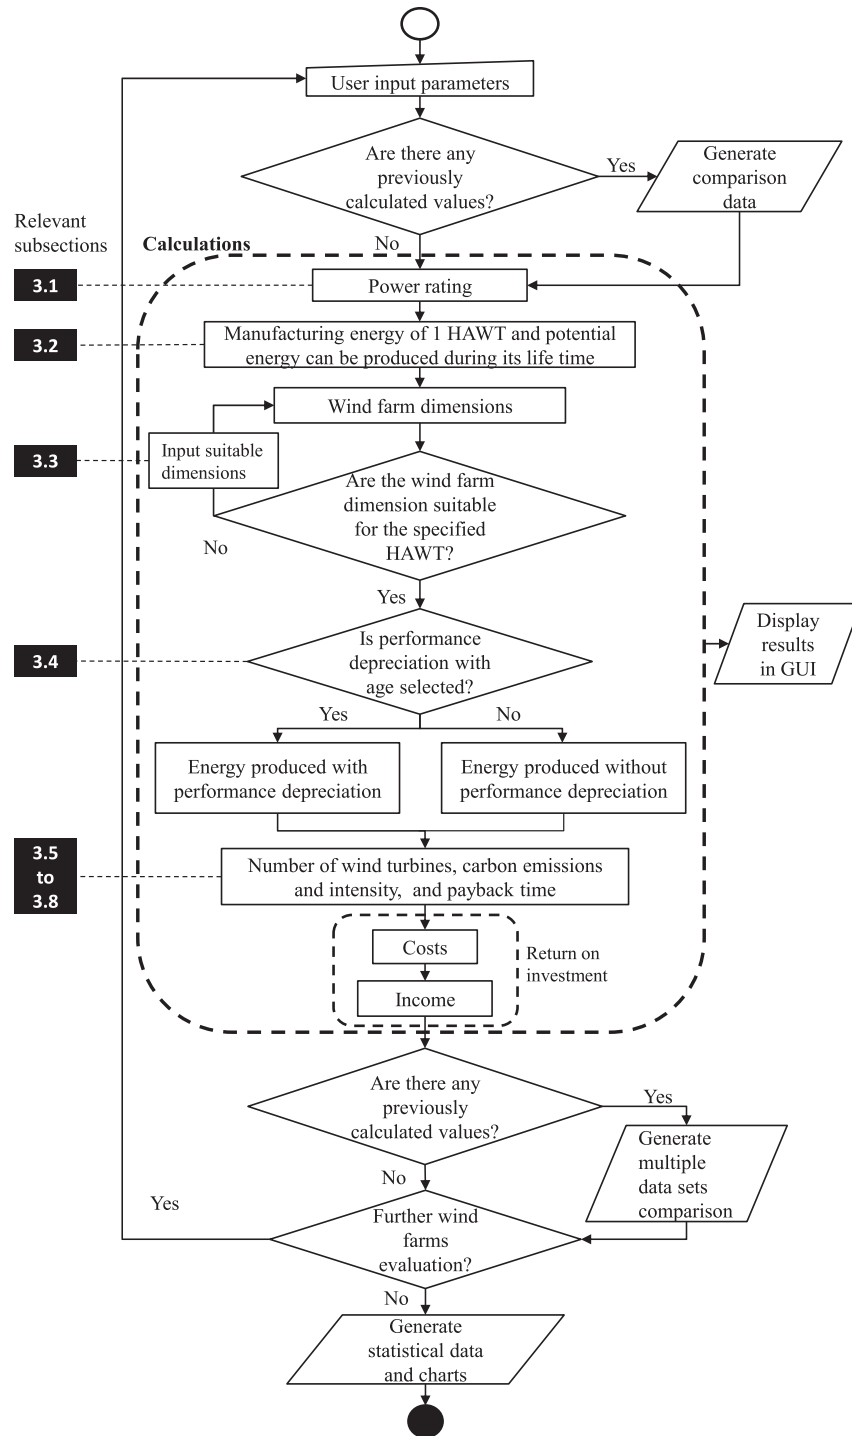 User input parameters
Are there any
previously
calculated values?
Yes
Generate
comparison
data
No
Relevant
subsections
Calculations
3.1
Power rating
3.2
Manufacturing energy of 1 HAWT and potential
energy can be produced during its life time
Wind farm dimensions
3.3
Input suitable
dimensions
Are the wind farm
dimension suitable
for the specified
HAWT?
No
Yes
Display
results
in GUI
3.4
Is performance
depreciation with
age selected?
Yes
No
Energy produced with
performance depreciation
Energy produced without
performance depreciation
3.5
to
3.8
Number of wind turbines, carbon emissions
and intensity, and payback time
Costs
Income
Return on
investment
Are there any
previously
calculated values?
Yes
Generate
multiple
data sets
comparison
No
Yes
Further wind
farms
evaluation?
No
Generate
statistical data
and charts